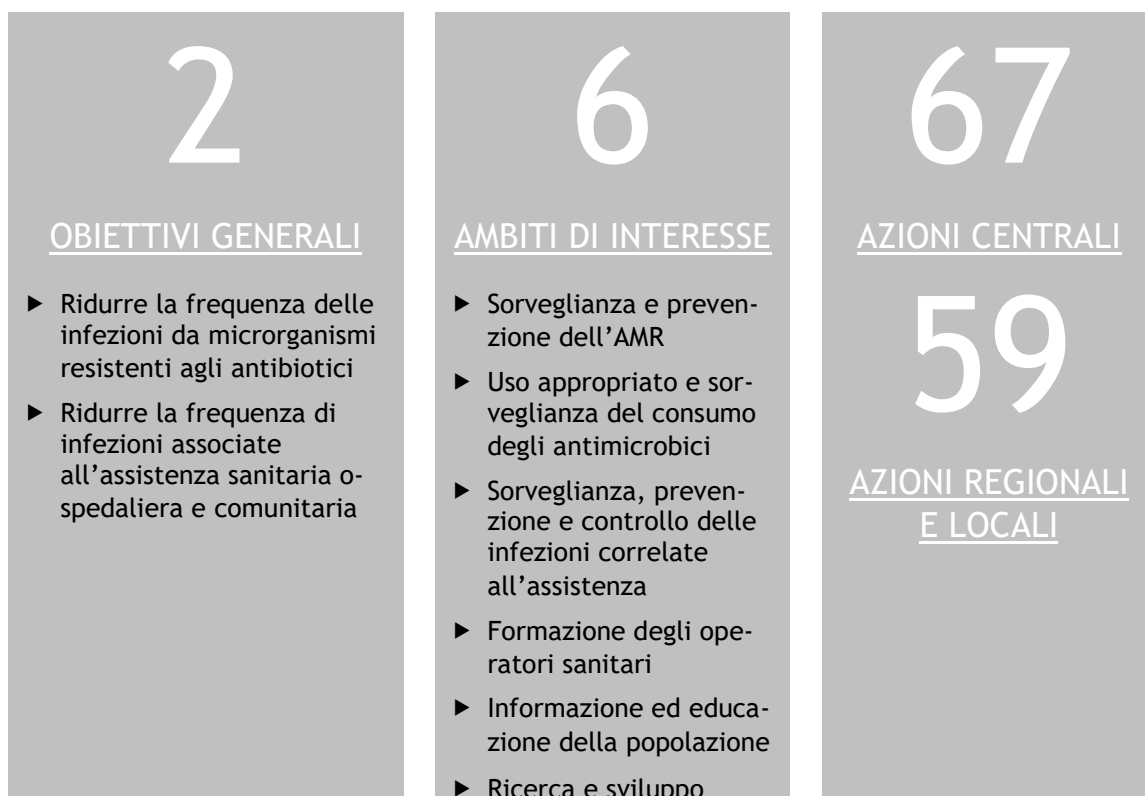 2
OBIETTIVI GENERALI
▶ Ridurre la frequenza delle
infezioni da microrganismi
resistenti agli antibiotici
▶ Ridurre la frequenza di
infezioni associate
all’assistenza sanitaria o-
spedaliera e comunitaria
6
AMBITI DI INTERESSE
▶ Sorveglianza e preven-
zione dell’AMR
▶ Uso appropriato e sor-
veglianza del consumo
degli antimicrobici
▶ Sorveglianza, preven-
zione e controllo delle
infezioni correlate
all’assistenza
▶ Formazione degli ope-
ratori sanitari
▶ Informazione ed educa-
zione della popolazione
▶ Ricerca e sviluppo
67
AZIONI CENTRALI
59
AZIONI REGIONALI
E LOCALI